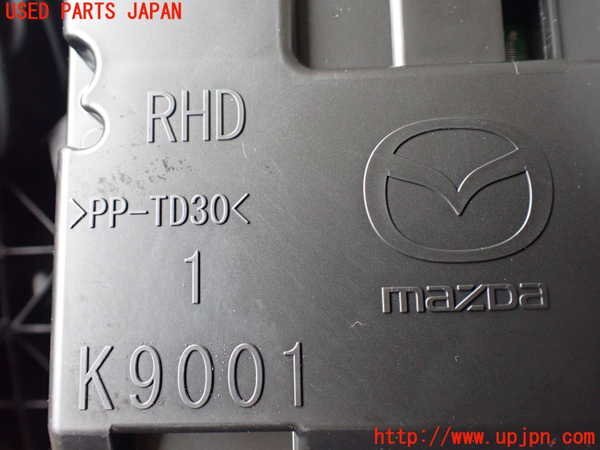 USED PARTS JAPAN
RHD
>PP-TD30<
1
mazda
K9001
http://www.upjpn.com